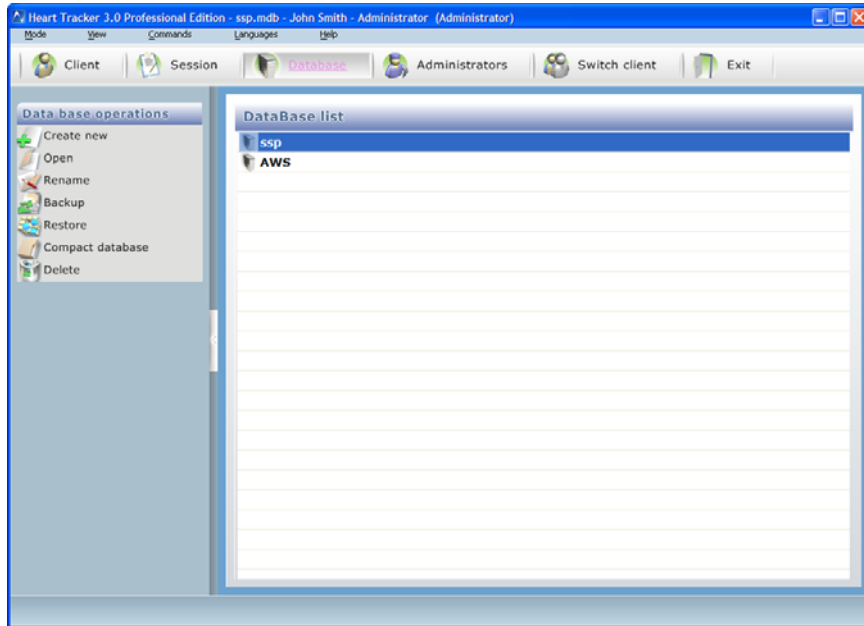 Heart Tracker 3.0 Professional Edition - ssp.mdb - John Smith - Administrator (Administrator)
Mode View Commands Languages Help
Client Session Database Administrators Switch client Exit
Data base operations
Create new
Open
Rename
Backup
Restore
Compact database
Delete
DataBase list
ssp
AWS